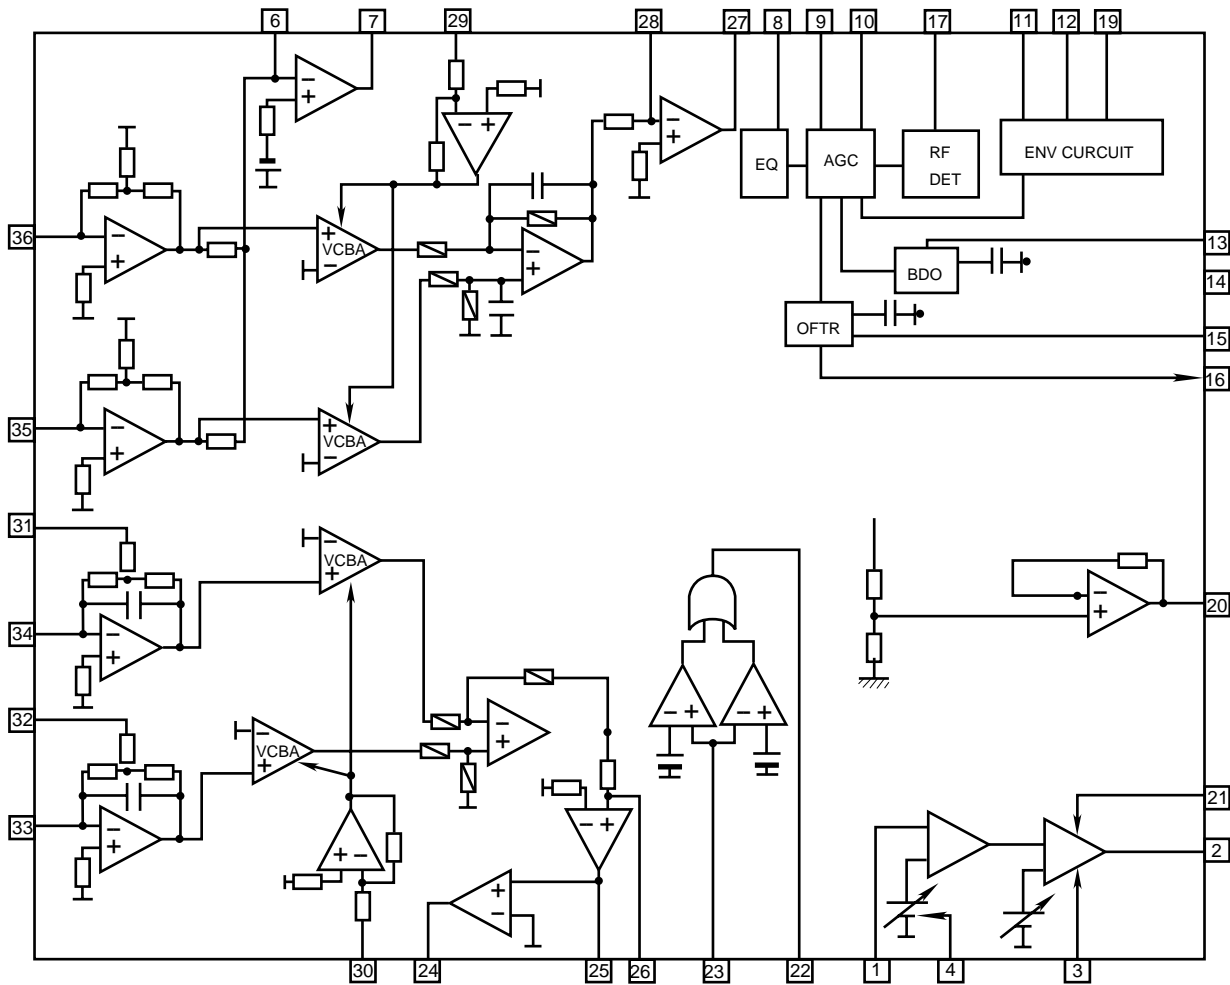 6 7 29 28 27 8 9 10 17 11 12 19
− +
− +
− +
EQ
AGC
RF
DET
ENV CURCUIT
36
− +
+ VCBA −
− +
13
BDO
14
OFTR
15
16
35
− +
+ VCBA −
31
− VCBA +
34
− +
20
− +
32
− VCBA +
− +
− +
− +
33
− +
− +
+ −
21
2
+ −
30 24 25 26 23 22 1 4 3